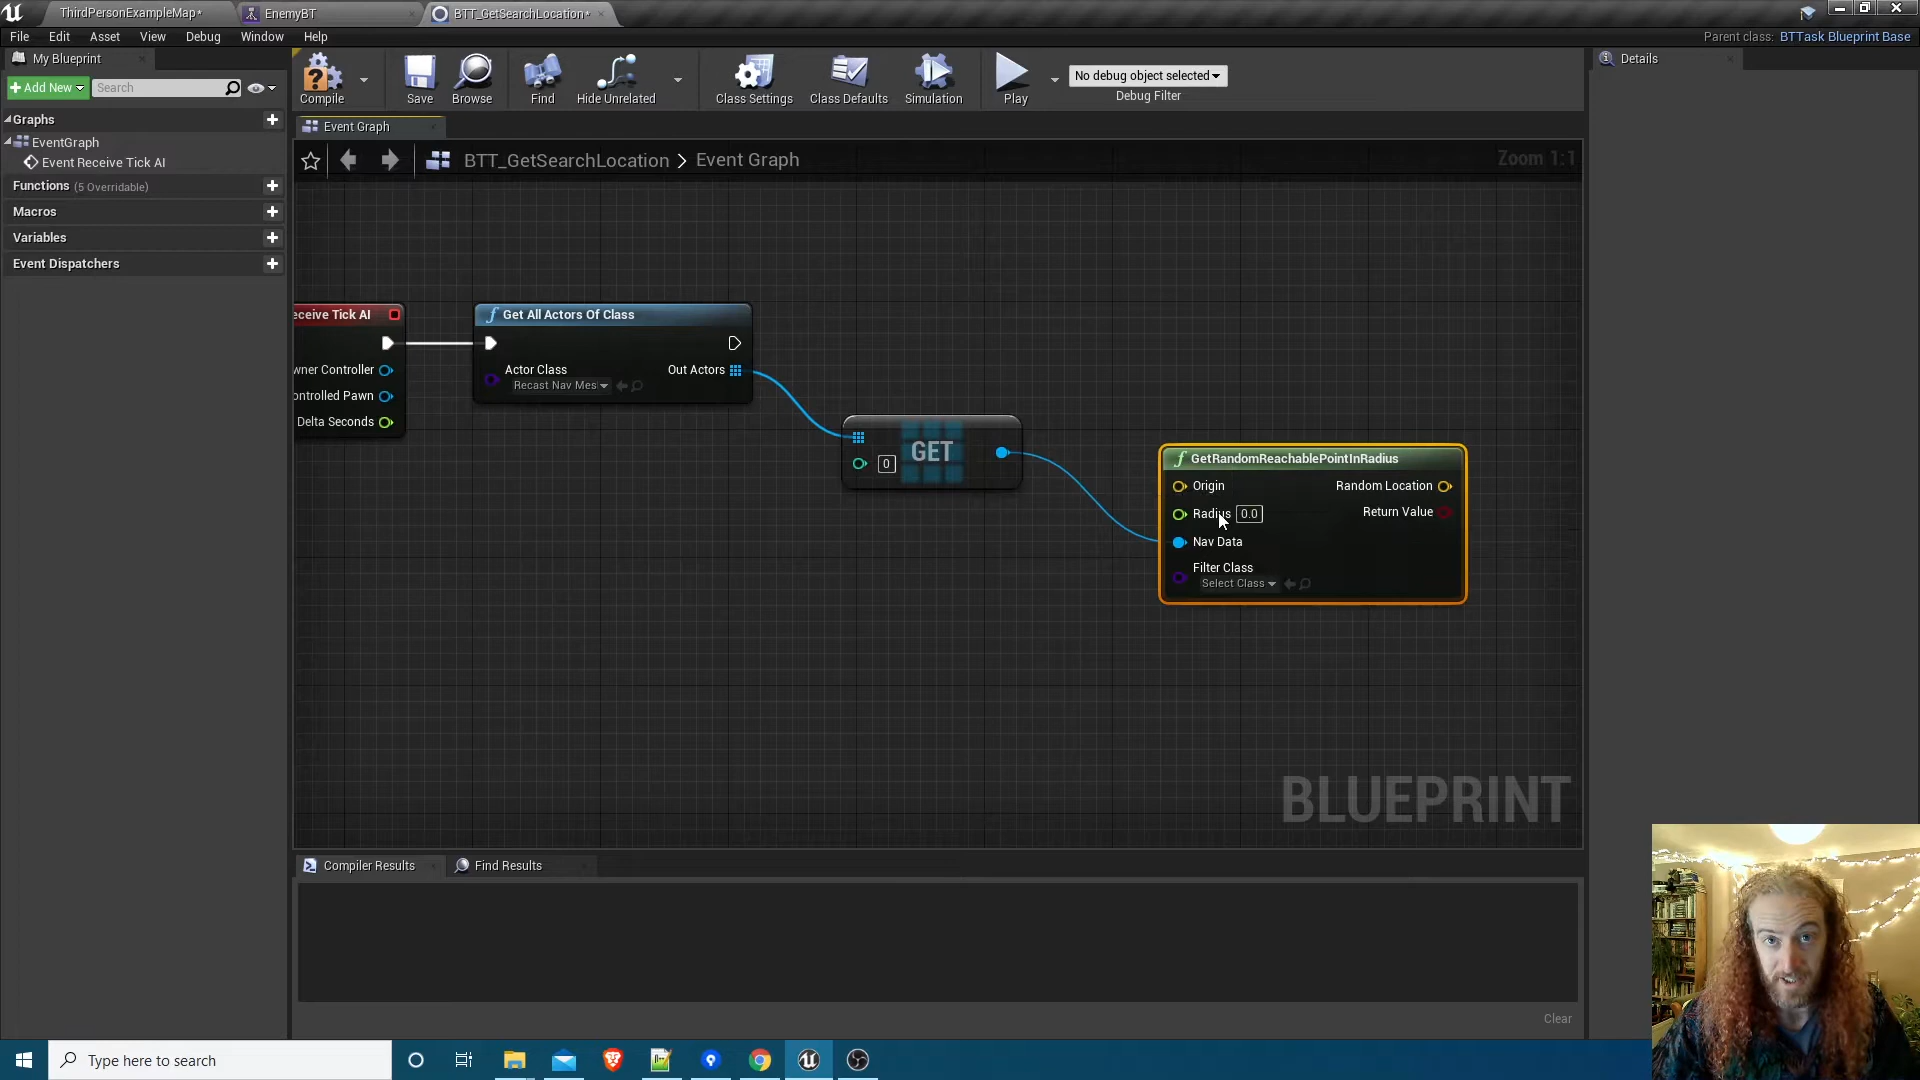 ThirdPersonExampleMap*
EnemyBT
BTT_GetSearchLocation*
File Edit Asset View Debug Window Help
Parent class: BTTask Blueprint Base
My Blueprint
Add New
Search
Graphs
EventGraph
Event Receive Tick AI
Functions (5 Overridable)
Macros
Variables
Event Dispatchers
Compile
Save
Browse
Find
Hide Unrelated
Class Settings
Class Defaults
Simulation
Play
No debug object selected
Debug Filter
Details
Event Graph
BTT_GetSearchLocation > Event Graph
Zoom 1:1
eceive Tick AI
wner Controller
ontrolled Pawn
Delta Seconds
f Get All Actors Of Class
Actor Class
Recast Nav Mes
Out Actors
0
GET
f GetRandomReachablePointInRadius
Origin
Random Location
Radius 0.0
Return Value
Nav Data
Filter Class
Select Class
BLUEPRINT
Compiler Results
Find Results
Clear
Type here to search